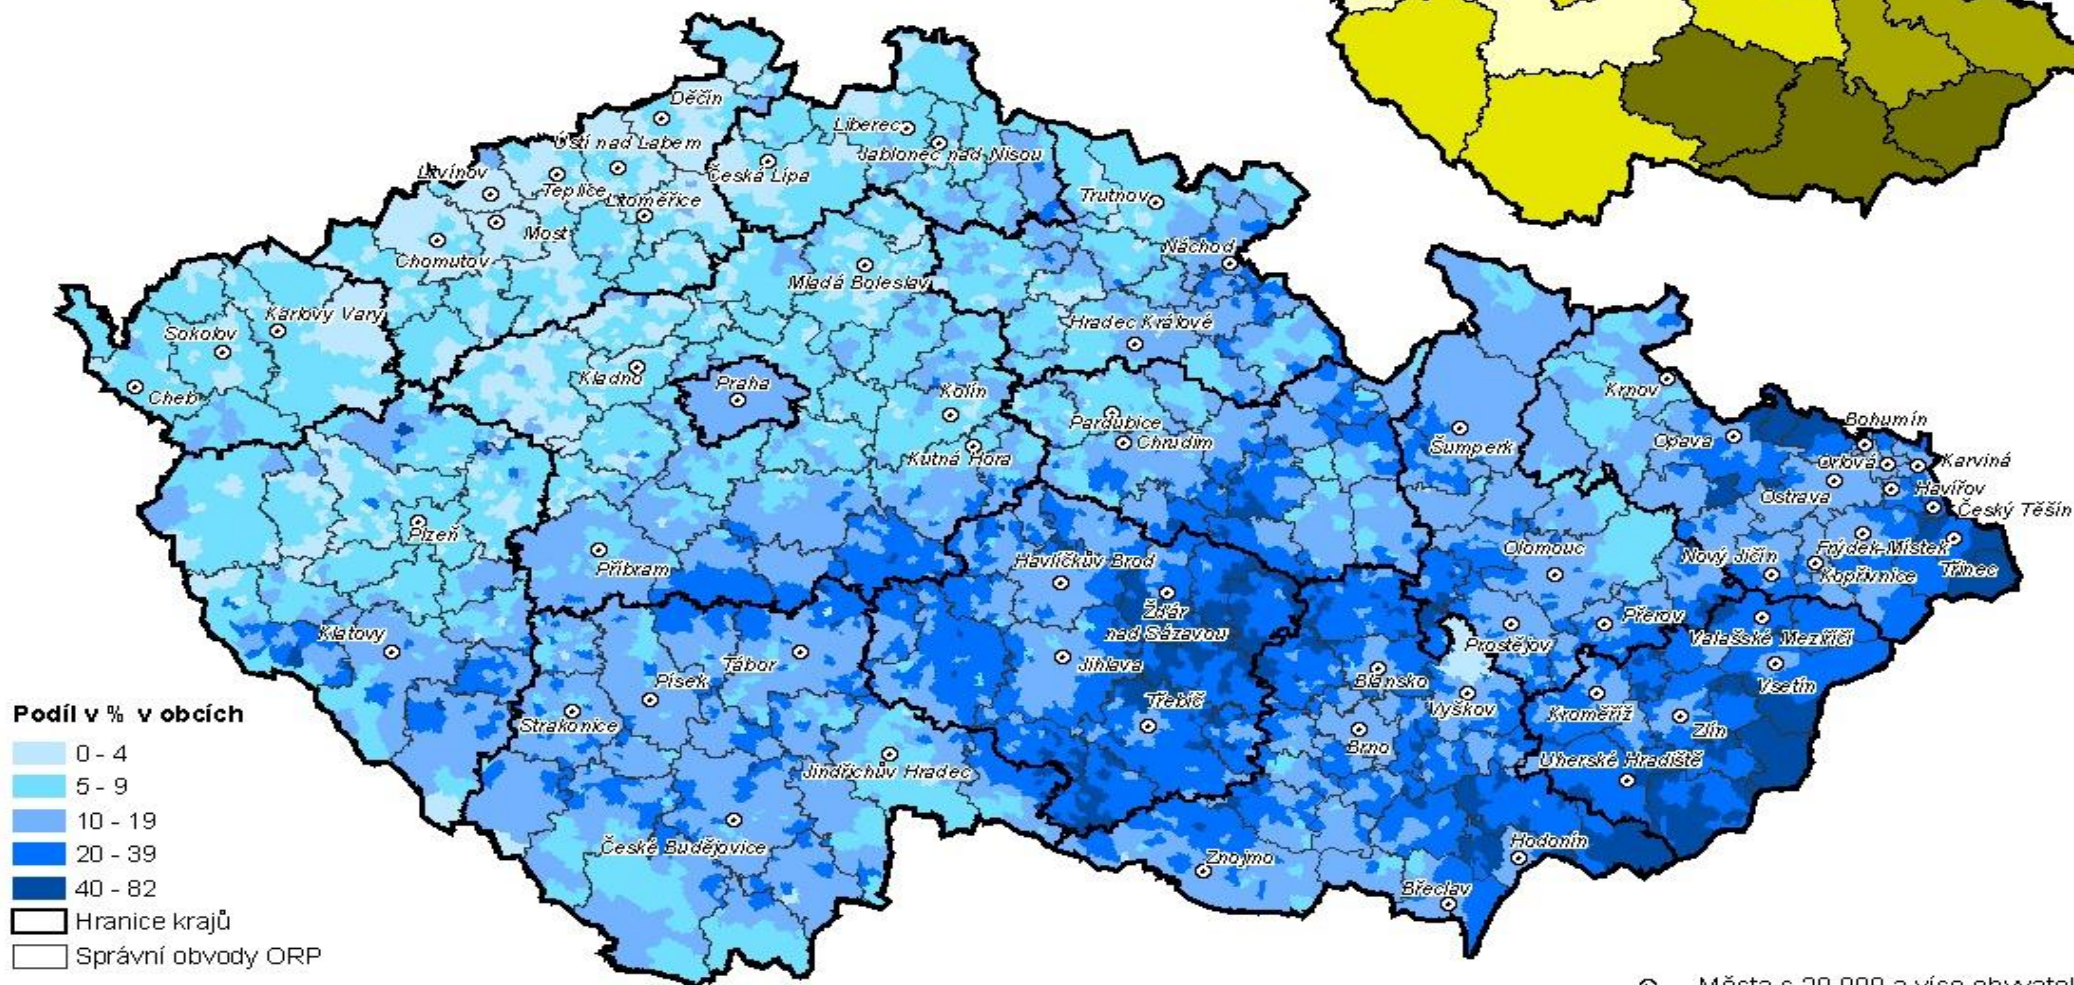 Děčín
Liberec
Ústí nad Labem
Jablonec nad Nisou
Litvínov
Teplice
Česká Lípa
Litoměřice
Trutnov
Most
Chomutov
Náchod
Mladá Boleslav
Karlovy Vary
Sokolov
Hradec Králové
Kladno
Praha
Kolín
Cheb
Krnov
Pardubice
Chrudim
Bohumín
Opava
Šumperk
Kutná Hora
Orlová
Karviná
Ostrava
Havířov
Český Těšín
Plzeň
Olomouc
Nový Jičín
Frýdek-Místek
Havlíčkův Brod
Příbram
Kopřivnice
Třinec
Žďár
nad Sázavou
Přerov
Valašské Meziříčí
Klatovy
Prostějov
Tábor
Jihlava
Písek
Blansko
Vsetín
Třebíč
Vyškov
Kroměříž
Strakonice
Zlín
Brno
Uherské Hradiště
Jindřichův Hradec
České Budějovice
Hodonín
Znojmo
Břeclav
Podíl v % v obcích
0 - 4
5 - 9
10 - 19
20 - 39
40 - 82
Hranice krajů
Správní obvody ORP